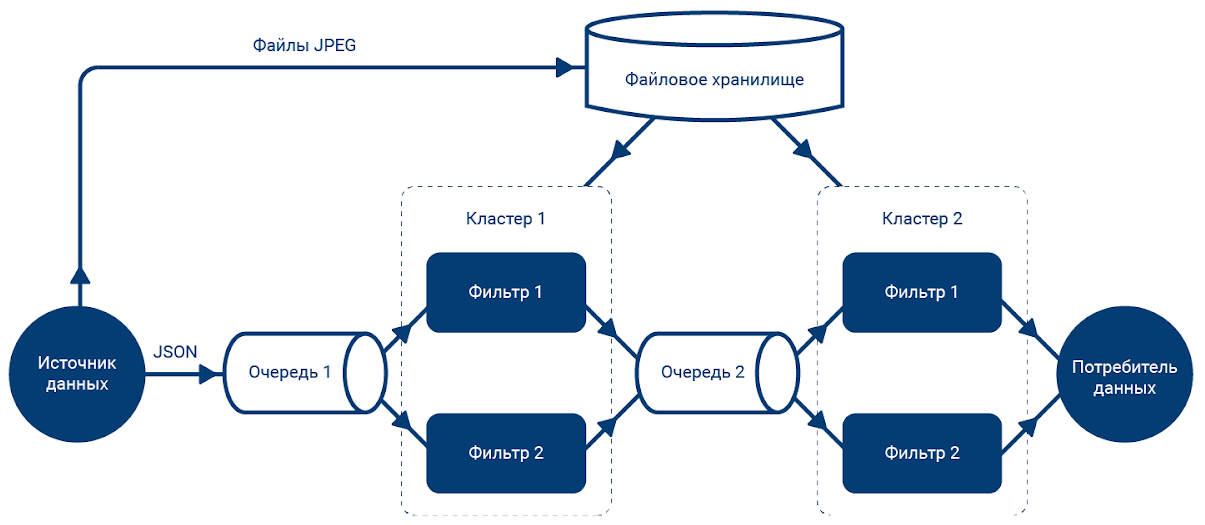 Файлы JPEG
Файловое хранилище
Кластер 1
Кластер 2
Фильтр 1
Фильтр 1
Источник
данных
JSON
Очередь 1
Очередь 2
Потребитель
данных
Фильтр 2
Фильтр 2